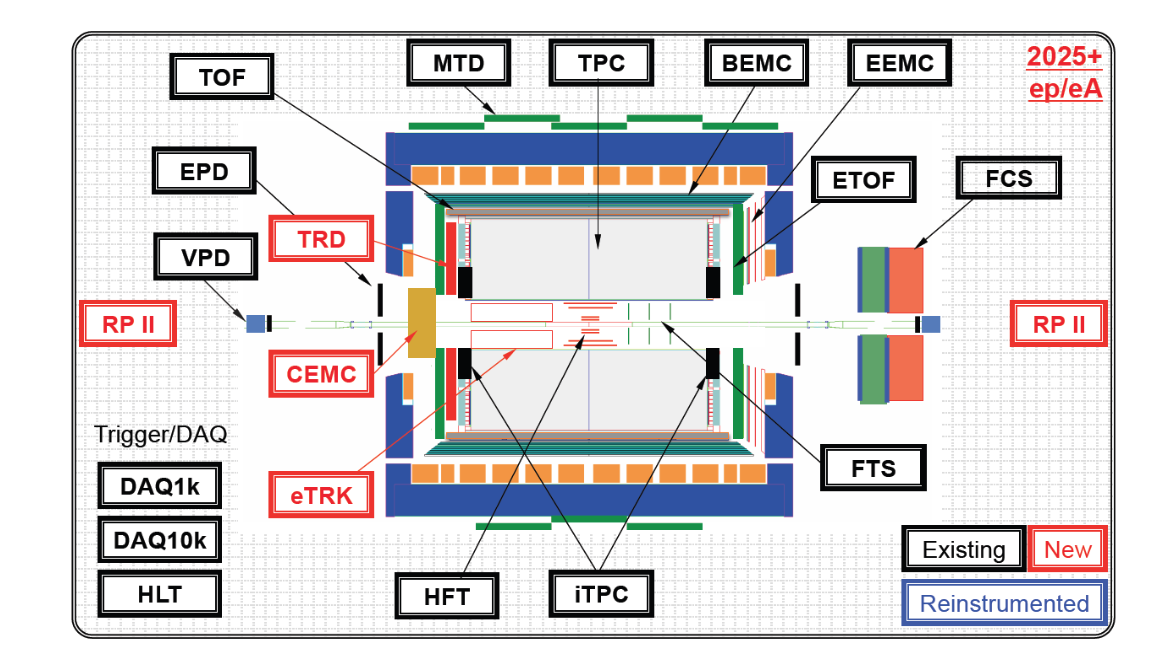 MTD
TPC
BEMC
EEMC
2025+
ep/eA
TOF
EPD
ETOF
FCS
TRD
VPD
RP II
RP II
CEMC
Trigger/DAQ
FTS
DAQ1k
eTRK
DAQ10k
Existing
New
HLT
HFT
iTPC
Reinstrumented